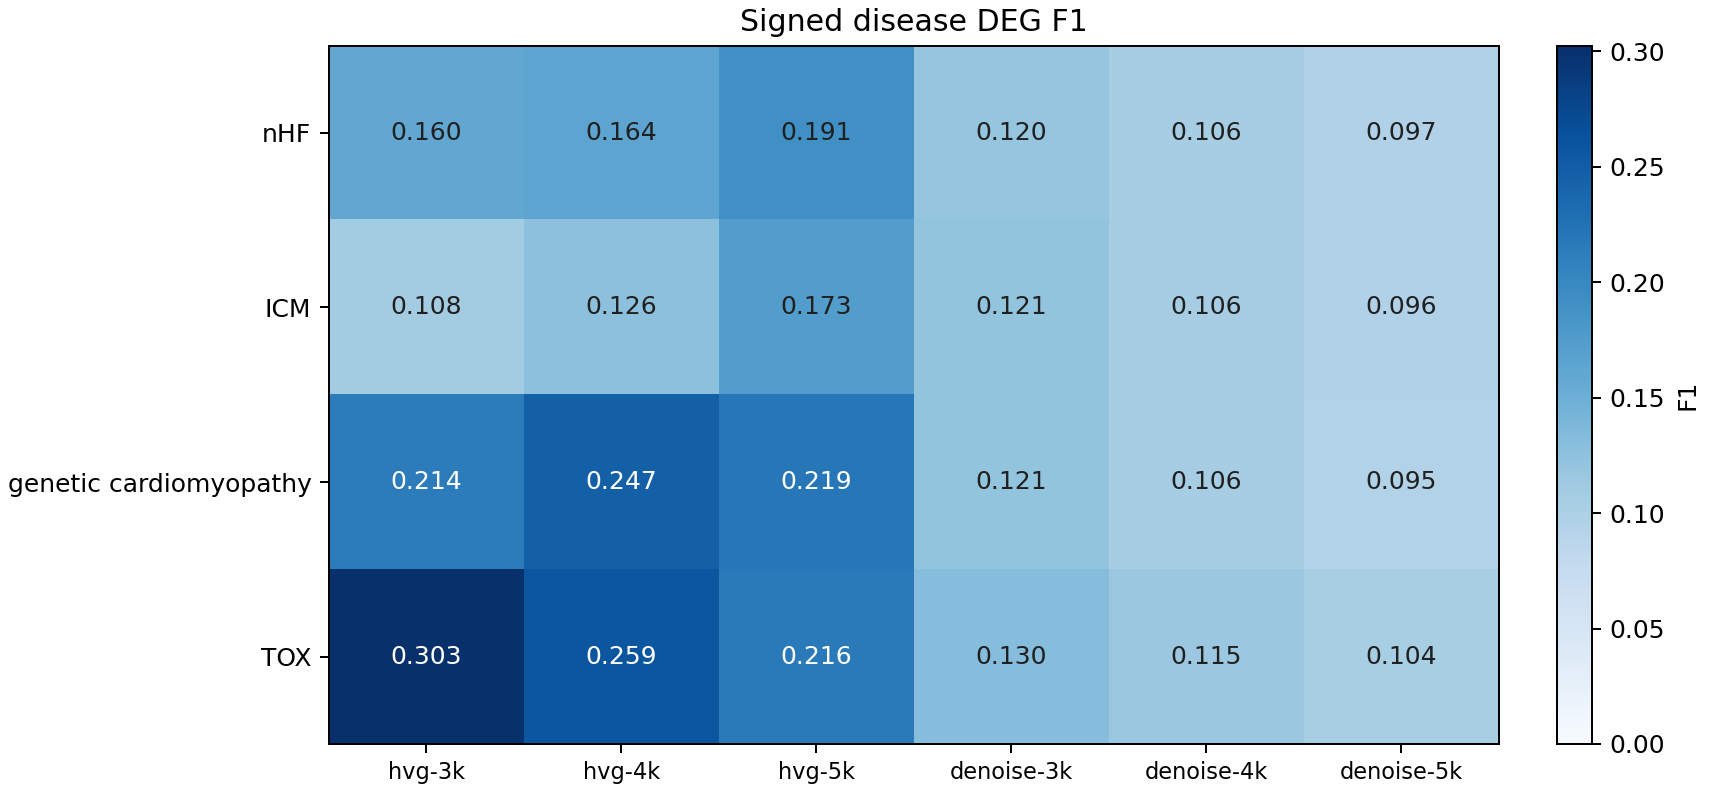 Signed disease DEG F1
nHF 0.160 0.164 0.191 0.120 0.106 0.097
ICM 0.108 0.126 0.173 0.121 0.106 0.096
genetic cardiomyopathy 0.214 0.247 0.219 0.121 0.106 0.095
TOX 0.303 0.259 0.216 0.130 0.115 0.104
hvg-3k hvg-4k hvg-5k denoise-3k denoise-4k denoise-5k
0.30
0.25
0.20
0.15
0.10
0.05
0.00
F1